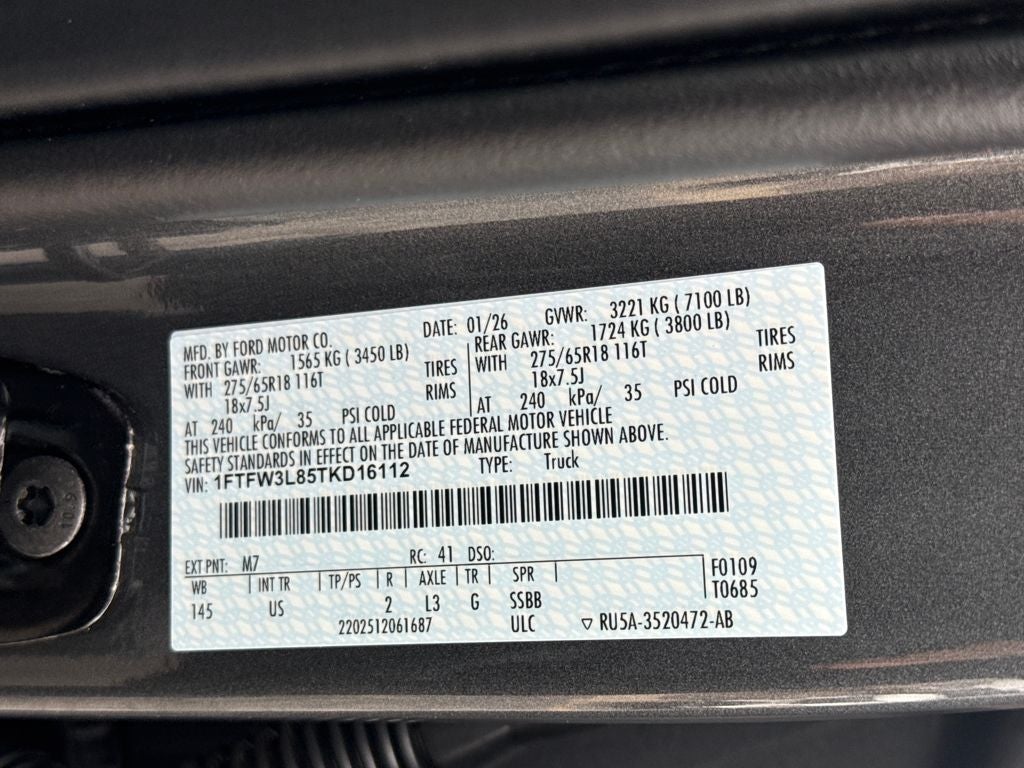 MFD. BY FORD MOTOR CO. DATE: 01/26 GVWR: 3221 KG ( 7100 LB)
FRONT GAWR: 1565 KG ( 3450 LB) REAR GAWR: 1724 KG ( 3800 LB)
WITH 275/65R18 116T TIRES WITH 275/65R18 116T TIRES
18x7.5J RIMS 18x7.5J RIMS
AT 240 kPa/ 35 PSI COLD AT 240 kPa/ 35 PSI COLD
THIS VEHICLE CONFORMS TO ALL APPLICABLE FEDERAL MOTOR VEHICLE
SAFETY STANDARDS IN EFFECT ON THE DATE OF MANUFACTURE SHOWN ABOVE.
VIN: 1FTFW3L85TKD16112 TYPE: Truck
EXT PNT: M7 RC: 41 DSO:
WB INT TR TP/PS R AXLE TR SPR F0109
145 US 2 L3 G SSBB T0685
2202512061687 ULC ▽ RU5A-3520472-AB
10.9